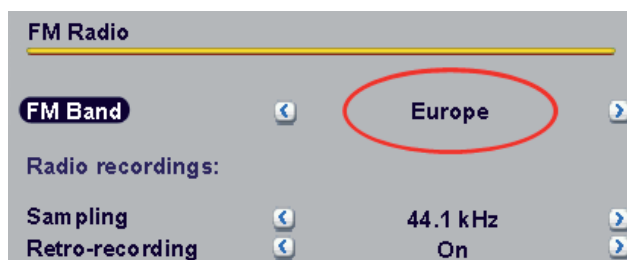 FM Radio
FM Band Europe
Radio recordings:
Sampling 44.1 kHz
Retro-recording On